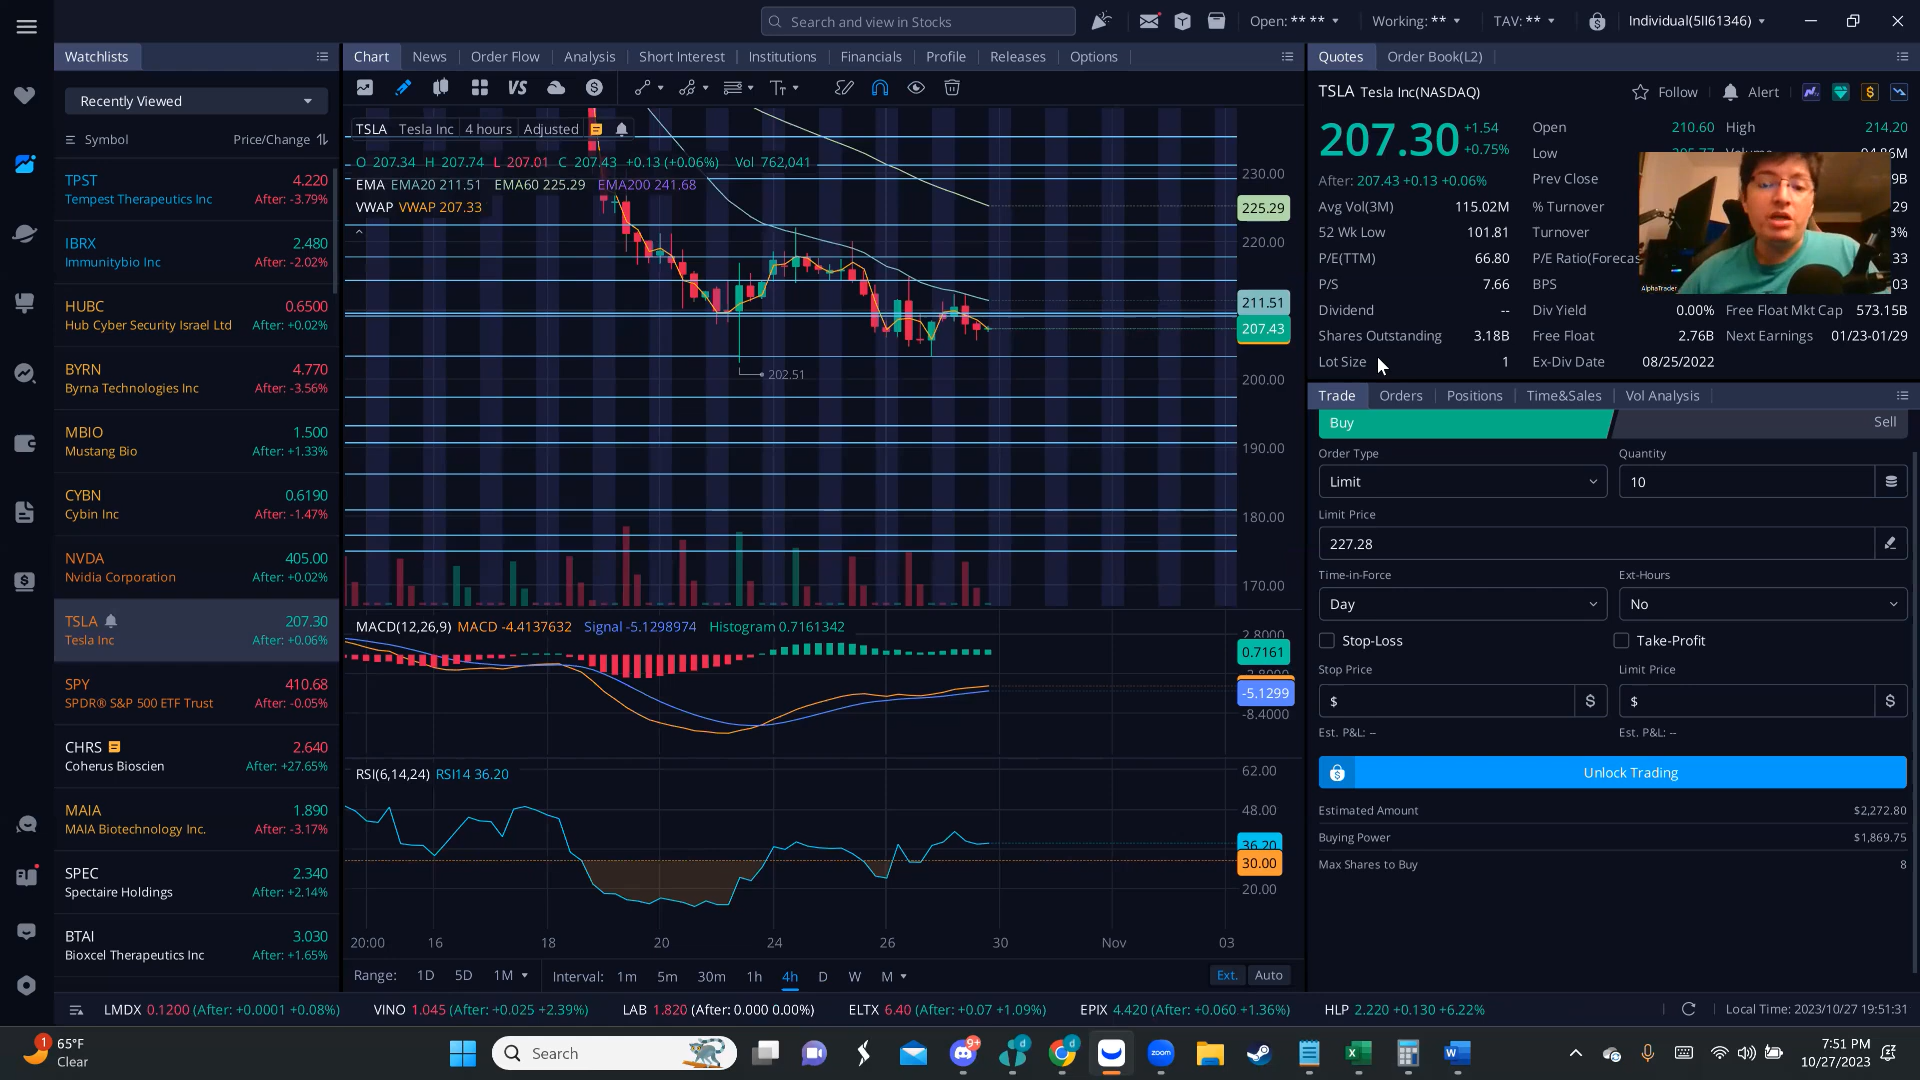 Search and view in Stocks
Open: ** **
Working: **
TAV: **
Individual(5II61346)
Watchlists
Recently Viewed
Symbol Price/Change
TPST 4.220
Tempest Therapeutics Inc After: -3.79%
IBRX 2.480
Immunitybio Inc After: -2.02%
HUBC 0.6500
Hub Cyber Security Israel Ltd After: +0.02%
BYRN 4.770
Byrna Technologies Inc After: -3.56%
MBIO 1.500
Mustang Bio After: +1.33%
CYBN 0.6190
Cybin Inc After: -1.47%
NVDA 405.00
Nvidia Corporation After: +0.02%
TSLA 207.30
Tesla Inc After: +0.06%
SPY 410.68
SPDR® S&P 500 ETF Trust After: -0.05%
CHRS 2.640
Coherus Bioscien After: +27.65%
MAIA 1.890
MAIA Biotechnology Inc. After: -3.17%
SPEC 2.340
Spectaire Holdings After: +2.14%
BTAI 3.030
Bioxcel Therapeutics Inc After: +1.65%
Chart News Order Flow Analysis Short Interest Institutions Financials Profile Releases Options
VS
TSLA Tesla Inc 4 hours Adjusted
O 207.34 H 207.74 L 207.01 C 207.43 +0.13 (+0.06%) Vol 762,041
EMA EMA20 211.51 EMA60 225.29 EMA200 241.68
VWAP VWAP 207.33
202.51
230.00
225.29
220.00
211.51
207.43
200.00
190.00
180.00
170.00
MACD(12,26,9) MACD -4.4137632 Signal -5.1298974 Histogram 0.7161342
2.8000
0.7161
-5.1299
-8.4000
RSI(6,14,24) RSI14 36.20
62.00
48.00
36.20
30.00
20.00
20:00 16 18 20 24 26 30 Nov 03
Range: 1D 5D 1M Interval: 1m 5m 30m 1h 4h D W M Ext. Auto
Quotes Order Book(L2)
TSLA Tesla Inc(NASDAQ) Follow Alert
207.30 +1.54
+0.75%
After: 207.43 +0.13 +0.06%
Open 210.60 High 214.20
Low
Prev Close
Avg Vol(3M) 115.02M % Turnover
52 Wk Low 101.81 Turnover
P/E(TTM) 66.80 P/E Ratio(Forecas
P/S 7.66 BPS
Dividend -- Div Yield 0.00% Free Float Mkt Cap 573.15B
Shares Outstanding 3.18B Free Float 2.76B Next Earnings 01/23-01/29
Lot Size 1 Ex-Div Date 08/25/2022
AlphaTrader
Trade Orders Positions Time&Sales Vol Analysis
Buy Sell
Order Type Quantity
Limit 10
Limit Price
227.28
Time-in-Force Ext-Hours
Day No
Stop-Loss Take-Profit
Stop Price Limit Price
$ $ $ $
Est. P&L: -- Est. P&L: --
Unlock Trading
Estimated Amount $2,272.80
Buying Power $1,869.75
Max Shares to Buy 8
LMDX 0.1200 (After: +0.0001 +0.08%) VINO 1.045 (After: +0.025 +2.39%) LAB 1.820 (After: 0.000 0.00%) ELTX 6.40 (After: +0.07 +1.09%) EPIX 4.420 (After: +0.060 +1.36%) HLP 2.220 +0.130 +6.22%
Local Time: 2023/10/27 19:51:31
1
65°F
Clear
Search
9+
d
d
zoom
7:51 PM
10/27/2023